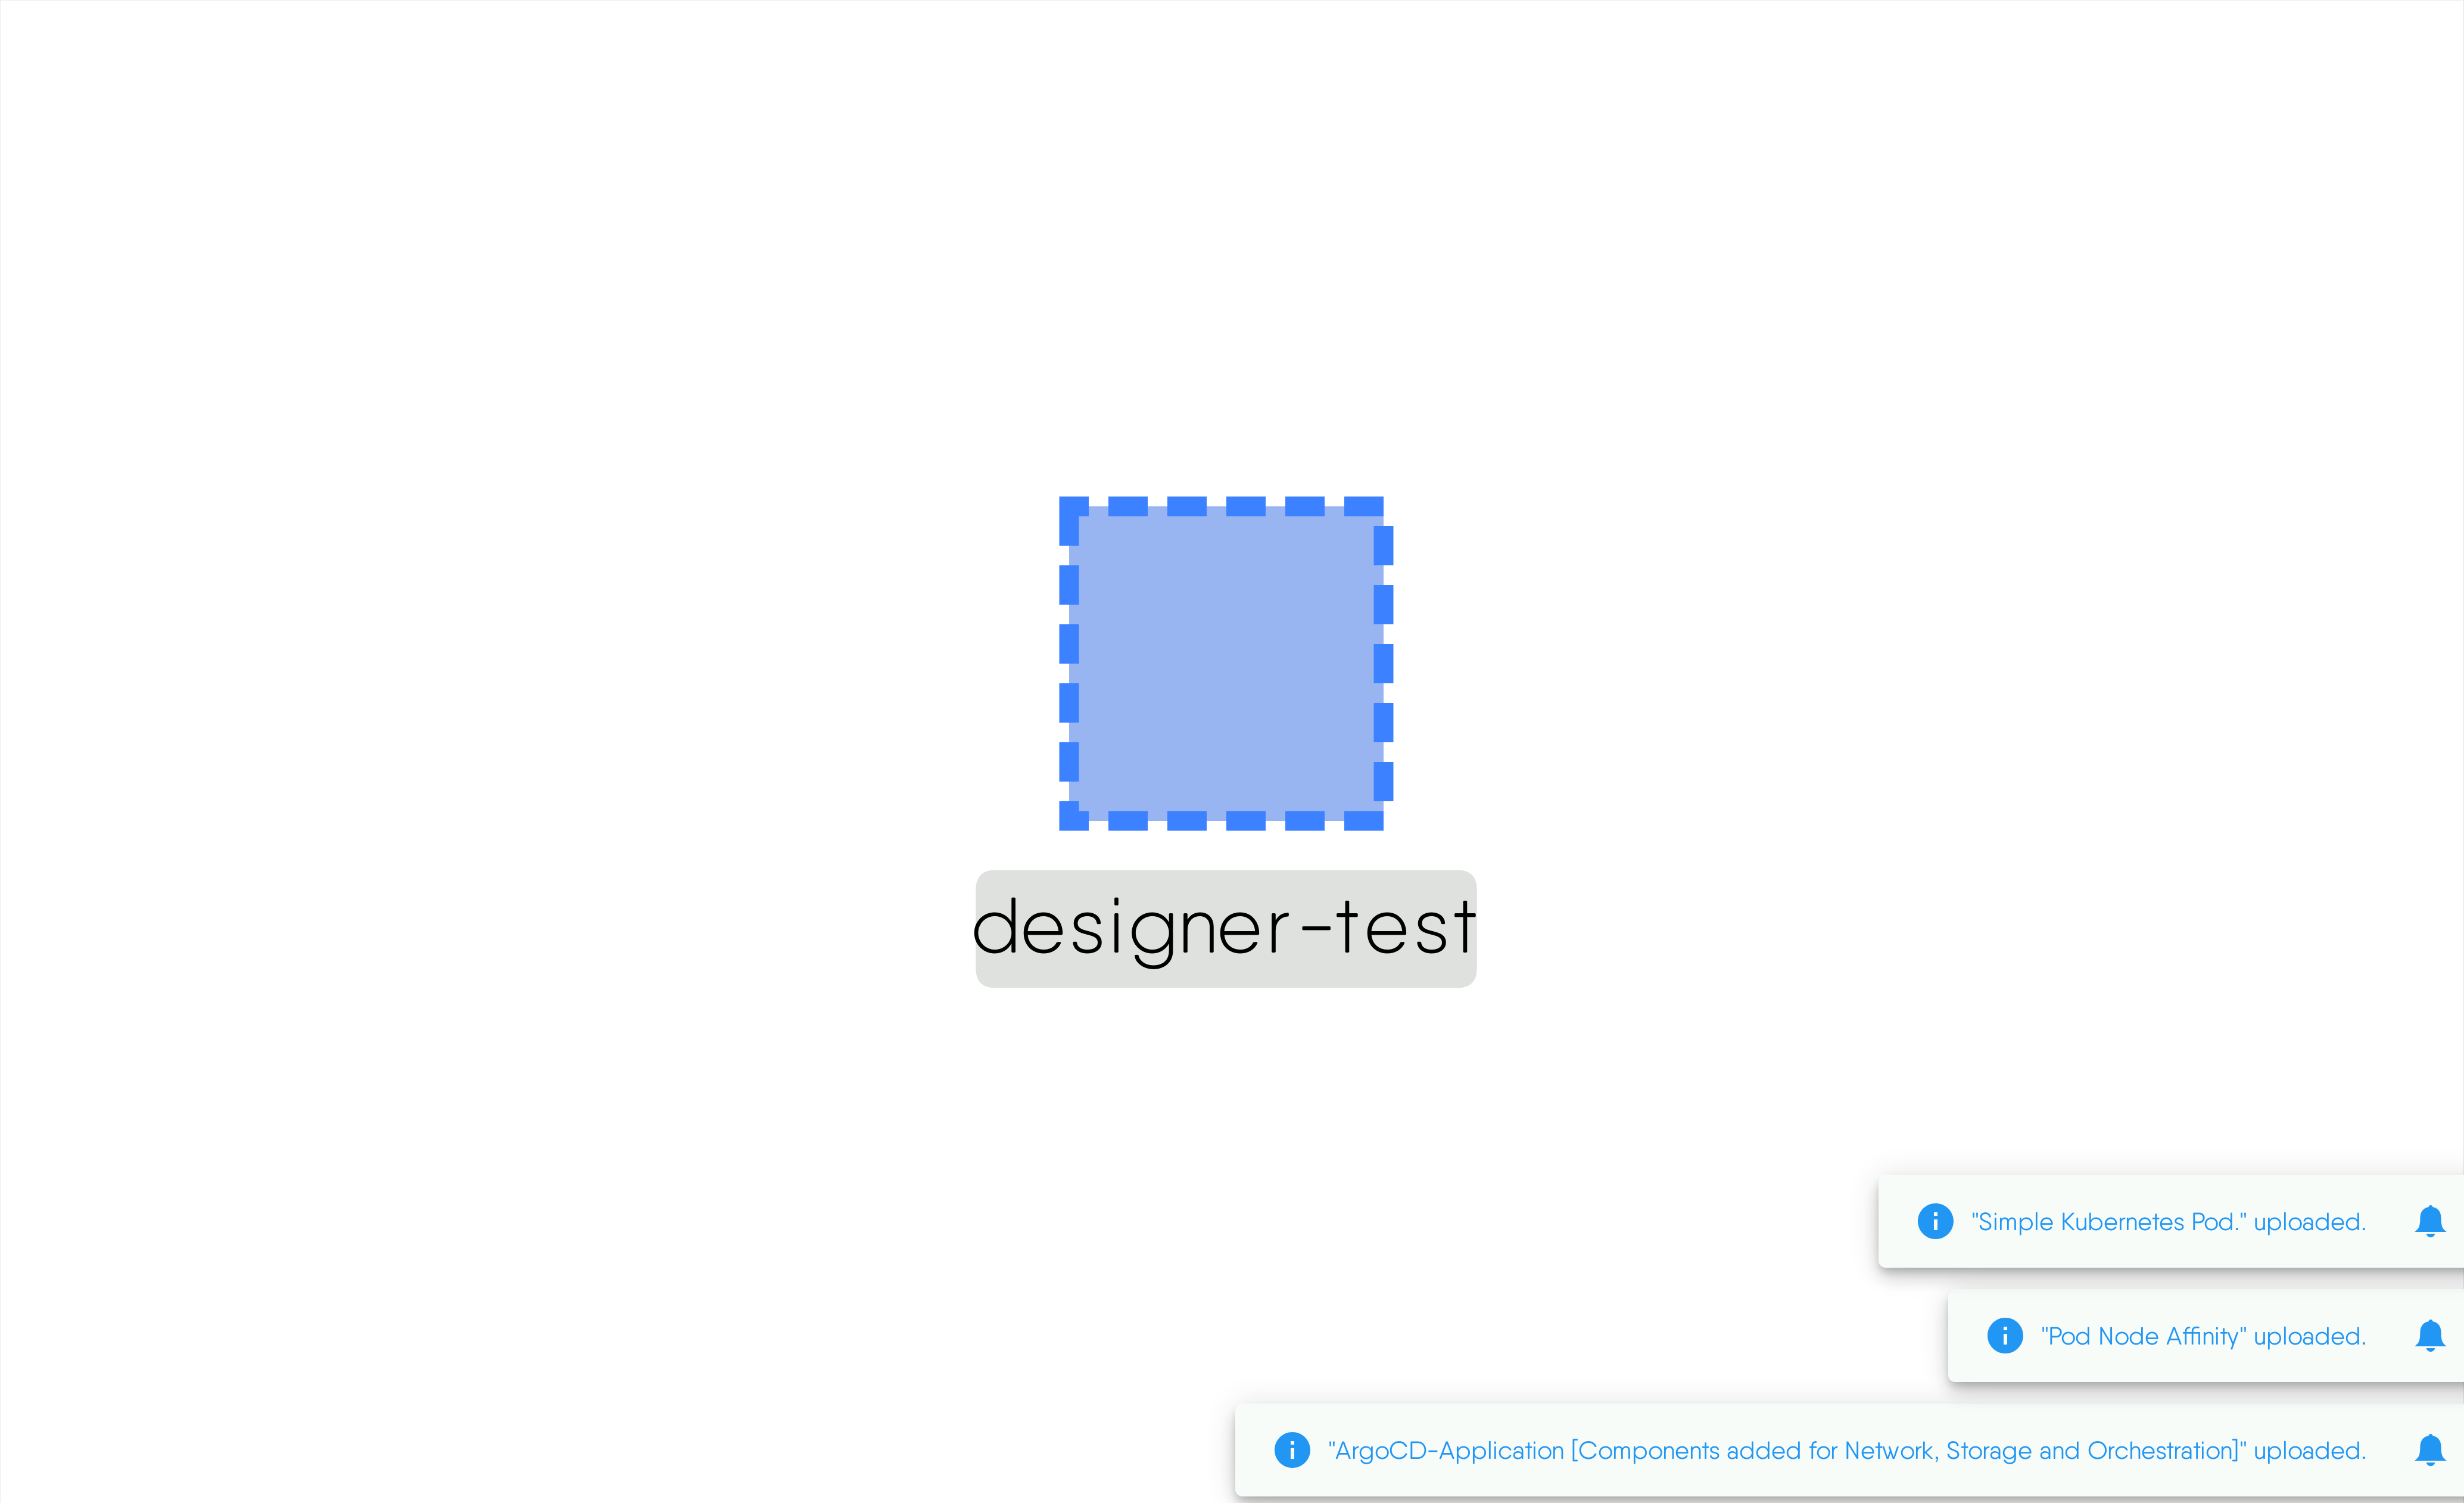 designer-test
"Simple Kubernetes Pod." uploaded.
"Pod Node Affinity" uploaded.
"ArgoCD-Application [Components added for Network, Storage and Orchestration]" uploaded.